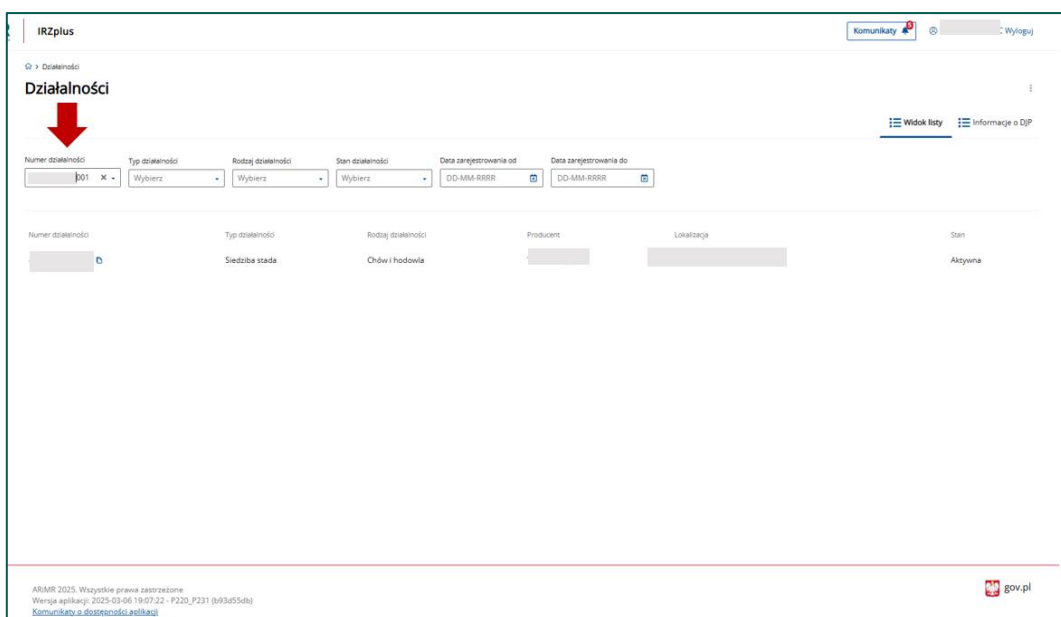 IRZplus
Komunikaty 5
Wyloguj
Działalności
Działalności
Widok listy Informacje o DJP
Numer działalności Typ działalności Rodzaj działalności Stan działalności Data zarejestrowania od Data zarejestrowania do
001 Wybierz Wybierz Wybierz DD-MM-RRRR DD-MM-RRRR
Numer działalności Typ działalności Rodzaj działalności Producent Lokalizacja Stan
Siedziba stada Chów i hodowla Aktywna
ARiMR 2025. Wszystkie prawa zastrzeżone
Wersja aplikacji: 2025-03-06 19:07:22 - P220_P231 (b93d55db)
Komunikaty o dostępności aplikacji
gov.pl